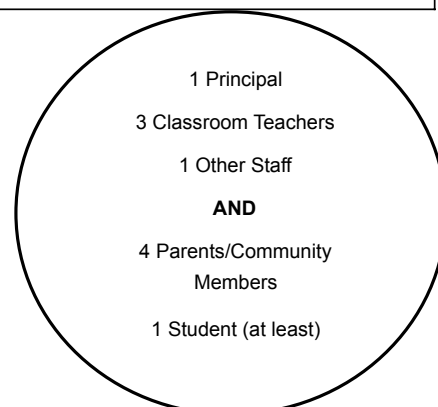 1 Principal
3 Classroom Teachers
1 Other Staff
AND
4 Parents/Community
Members
1 Student (at least)